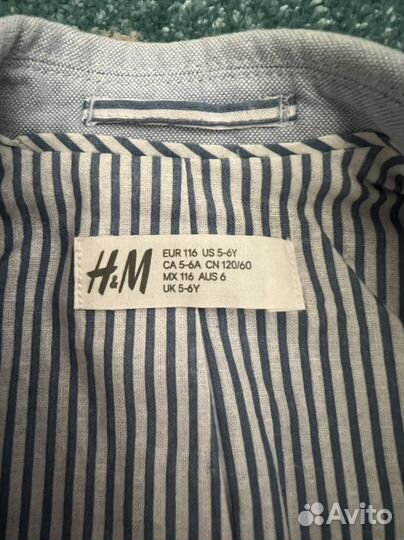 H&M
EUR 116 US 5-6Y
CA 5-6A CN 120/60
MX 116 AUS 6
UK 5-6Y
Avito